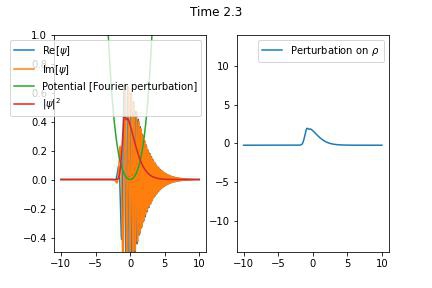 Time 2.3
1.0
0.8
0.6
0.4
0.2
0.0
−0.2
−0.4
Re[ψ]
Im[ψ]
Potential [Fourier perturbation]
|ψ|²
−10 −5 0 5 10
10
5
0
−5
−10
Perturbation on ρ
−10 −5 0 5 10